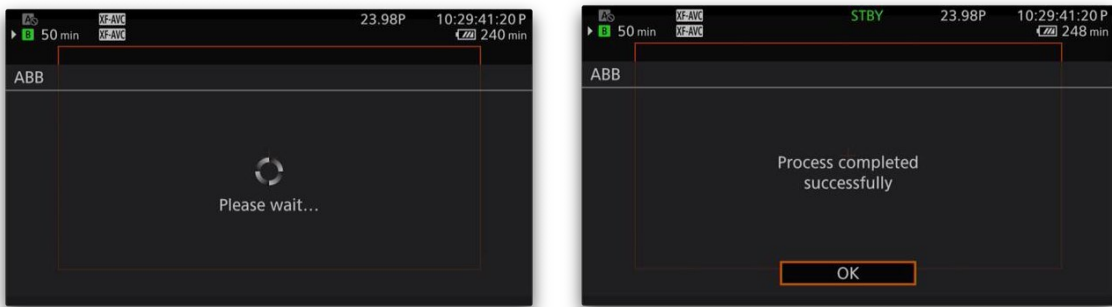 A XF-AVC 23.98P 10:29:41:20 P
B 50 min XF-AVC 240 min
ABB
Please wait...
A XF-AVC STBY 23.98P 10:29:41:20 P
B 50 min XF-AVC 248 min
ABB
Process completed
successfully
OK